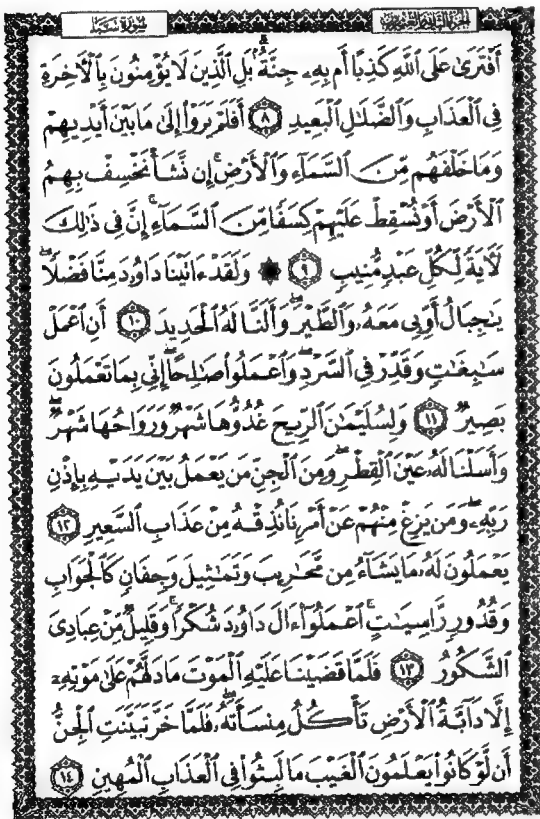 الجزء الثاني والعشرون
سورة سبأ
أَفْتَرَىٰ عَلَى ٱللَّهِ كَذِبًا أَم بِهِۦ جِنَّةٌۢ بَلِ ٱلَّذِينَ لَا يُؤْمِنُونَ بِٱلْأَخِرَةِ
فِى ٱلْعَذَابِ وَٱلضَّلَٰلِ ٱلْبَعِيدِ ٨ أَفَلَمْ يَرَوْا۟ إِلَىٰ مَا بَيْنَ أَيْدِيهِمْ
وَمَا خَلْفَهُم مِّنَ ٱلسَّمَآءِ وَٱلْأَرْضِ ۚ إِن نَّشَأْ نَخْسِفْ بِهِمُ
ٱلْأَرْضَ أَوْ نُسْقِطْ عَلَيْهِمْ كِسَفًا مِّنَ ٱلسَّمَآءِ ۚ إِنَّ فِى ذَٰلِكَ
لَأٓيَةً لِّكُلِّ عَبْدٍ مُّنِيبٍ ٩ ۞ وَلَقَدْ ءَاتَيْنَا دَاوُۥدَ مِنَّا فَضْلًا ۖ
يَٰجِبَالُ أَوِّبِى مَعَهُۥ وَٱلطَّيْرَ ۖ وَأَلَنَّا لَهُ ٱلْحَدِيدَ ١٠ أَنِ ٱعْمَلْ
سَٰبِغَٰتٍ وَقَدِّرْ فِى ٱلسَّرْدِ ۖ وَٱعْمَلُوا۟ صَٰلِحًا ۖ إِنِّى بِمَا تَعْمَلُونَ
بَصِيرٌ ١١ وَلِسُلَيْمَٰنَ ٱلرِّيحَ غُدُوُّهَا شَهْرٌ وَرَوَاحُهَا شَهْرٌ ۖ
وَأَسَلْنَا لَهُۥ عَيْنَ ٱلْقِطْرِ ۖ وَمِنَ ٱلْجِنِّ مَن يَعْمَلُ بَيْنَ يَدَيْهِ بِإِذْنِ
رَبِّهِۦ ۖ وَمَن يَزِغْ مِنْهُمْ عَنْ أَمْرِنَا نُذِقْهُ مِنْ عَذَابِ ٱلسَّعِيرِ ١٢
يَعْمَلُونَ لَهُۥ مَا يَشَآءُ مِن مَّحَٰرِيبَ وَتَمَٰثِيلَ وَجِفَانٍ كَٱلْجَوَابِ
وَقُدُورٍ رَّاسِيَٰتٍ ۚ ٱعْمَلُوٓا۟ ءَالَ دَاوُۥدَ شُكْرًا ۚ وَقَلِيلٌ مِّنْ عِبَادِىَ
ٱلشَّكُورُ ١٣ فَلَمَّا قَضَيْنَا عَلَيْهِ ٱلْمَوْتَ مَا دَلَّهُمْ عَلَىٰ مَوْتِهِۦٓ
إِلَّا دَآبَّةُ ٱلْأَرْضِ تَأْكُلُ مِنسَأَتَهُۥ ۖ فَلَمَّا خَرَّ تَبَيَّنَتِ ٱلْجِنُّ
أَن لَّوْ كَانُوا۟ يَعْلَمُونَ ٱلْغَيْبَ مَا لَبِثُوا۟ فِى ٱلْعَذَابِ ٱلْمُهِينِ ١٤